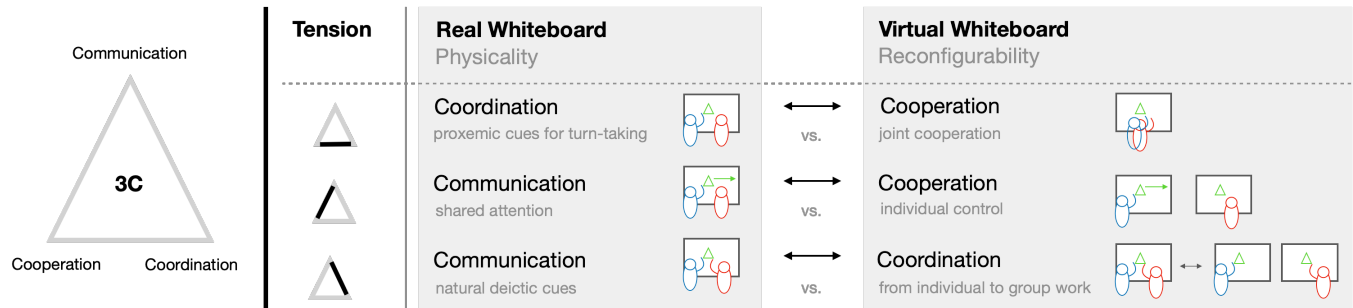 Communication
3C
Cooperation Coordination
Tension
Real Whiteboard
Physicality
Virtual Whiteboard
Reconfigurability
Coordination
proxemic cues for turn-taking
vs.
Cooperation
joint cooperation
Communication
shared attention
vs.
Cooperation
individual control
Communication
natural deictic cues
vs.
Coordination
from individual to group work